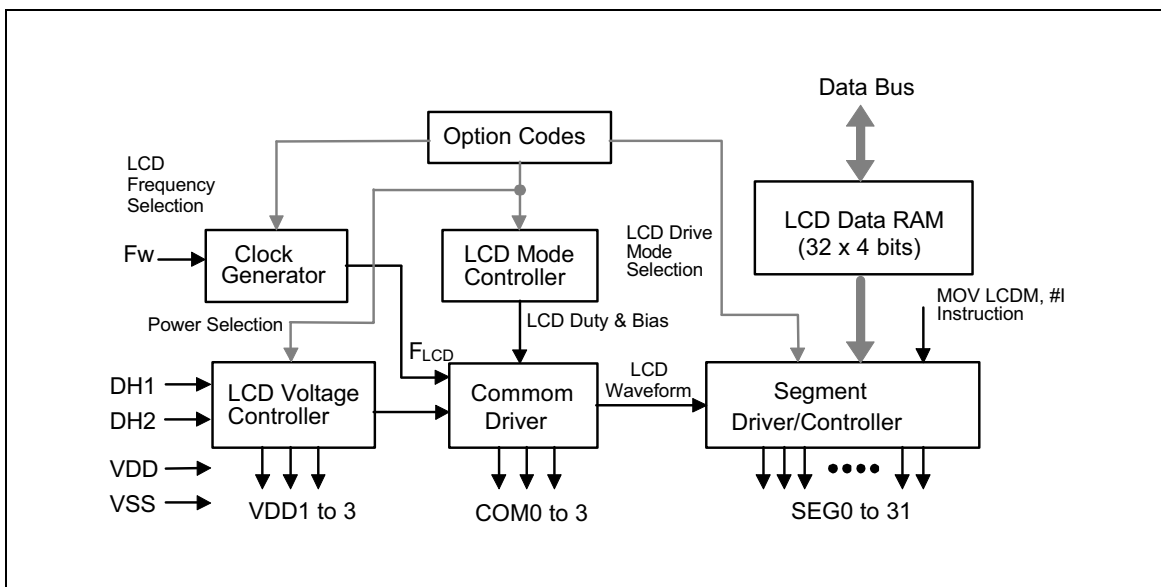 Data Bus
Option Codes
LCD
Frequency
Selection
LCD Data RAM
(32 x 4 bits)
Fw
Clock
Generator
LCD Mode
Controller
LCD Drive
Mode
Selection
MOV LCDM, #I
Instruction
Power Selection
LCD Duty & Bias
FLCD
DH1
DH2
LCD Voltage
Controller
Commom
Driver
LCD
Waveform
Segment
Driver/Controller
VDD
VSS
VDD1 to 3
COM0 to 3
SEG0 to 31